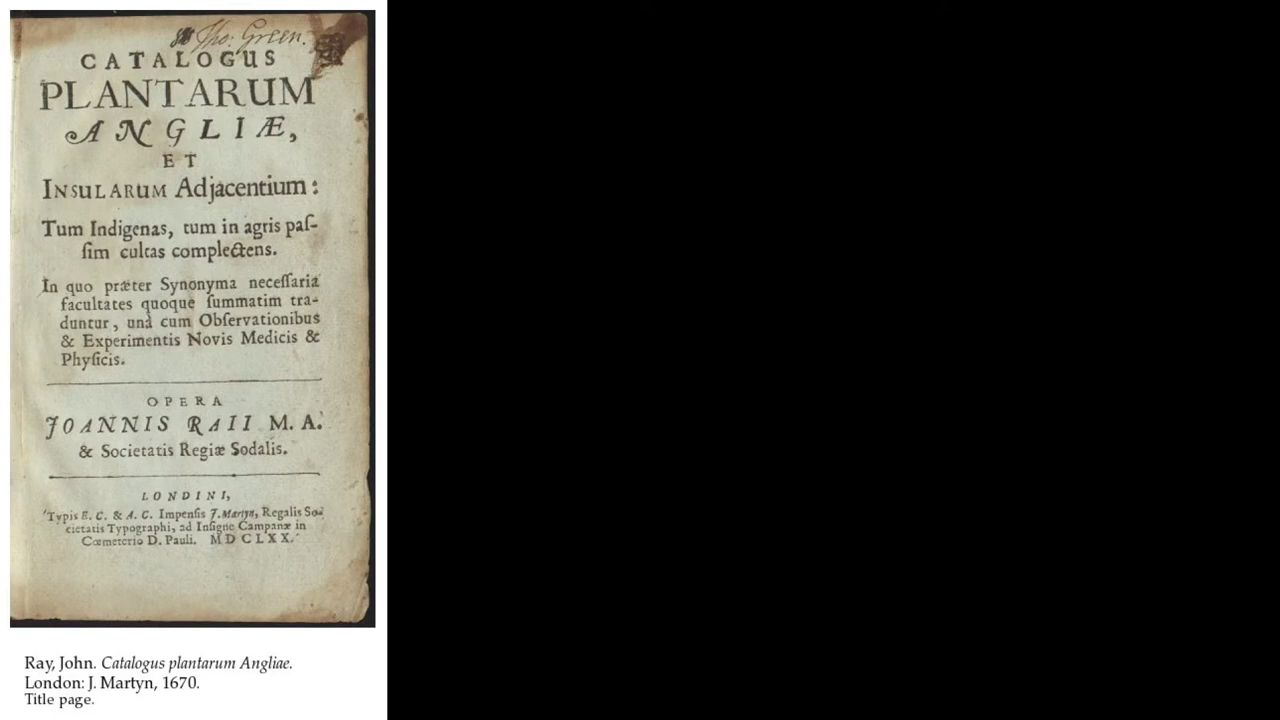 Tho: Green.
CATALOGUS
PLANTARUM
ANGLIÆ,
ET
INSULARUM Adjacentium:
Tum Indigenas, tum in agris paſ-
ſim cultas complectens.
In quo præter Synonyma neceſſaria
facultates quoque ſummatim tra-
duntur, unà cum Obſervationibus
& Experimentis Novis Medicis &
Phyſicis.
OPERA
JOANNIS RAII M. A.
& Societatis Regiæ Sodalis.
LONDINI,
Typis E. C. & A. C. Impenſis J. Martyn, Regalis So-
cietatis Typographi, ad Inſigne Campanæ in
Cœmeterio D. Pauli. MDCLXX.
Ray, John. Catalogus plantarum Angliae.
London: J. Martyn, 1670.
Title page.